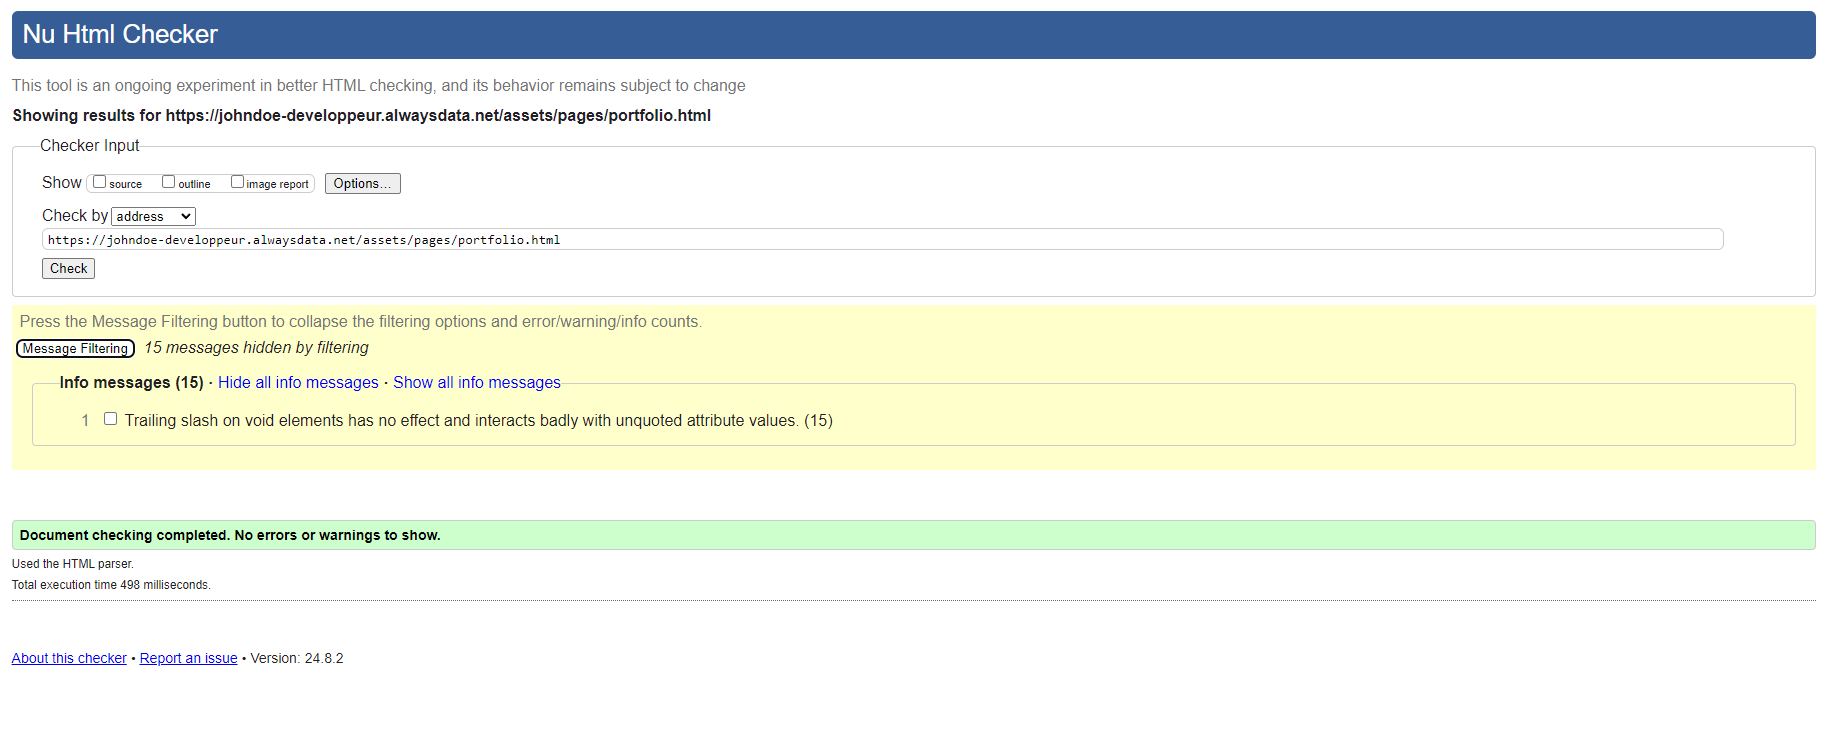 Nu Html Checker
This tool is an ongoing experiment in better HTML checking, and its behavior remains subject to change
Showing results for https://johndoe-developpeur.alwaysdata.net/assets/pages/portfolio.html
Checker Input
Show source outline image report Options...
Check by address
https://johndoe-developpeur.alwaysdata.net/assets/pages/portfolio.html
Check
Press the Message Filtering button to collapse the filtering options and error/warning/info counts.
Message Filtering 15 messages hidden by filtering
Info messages (15) · Hide all info messages · Show all info messages
1 Trailing slash on void elements has no effect and interacts badly with unquoted attribute values. (15)
Document checking completed. No errors or warnings to show.
Used the HTML parser.
Total execution time 498 milliseconds.
About this checker • Report an issue • Version: 24.8.2